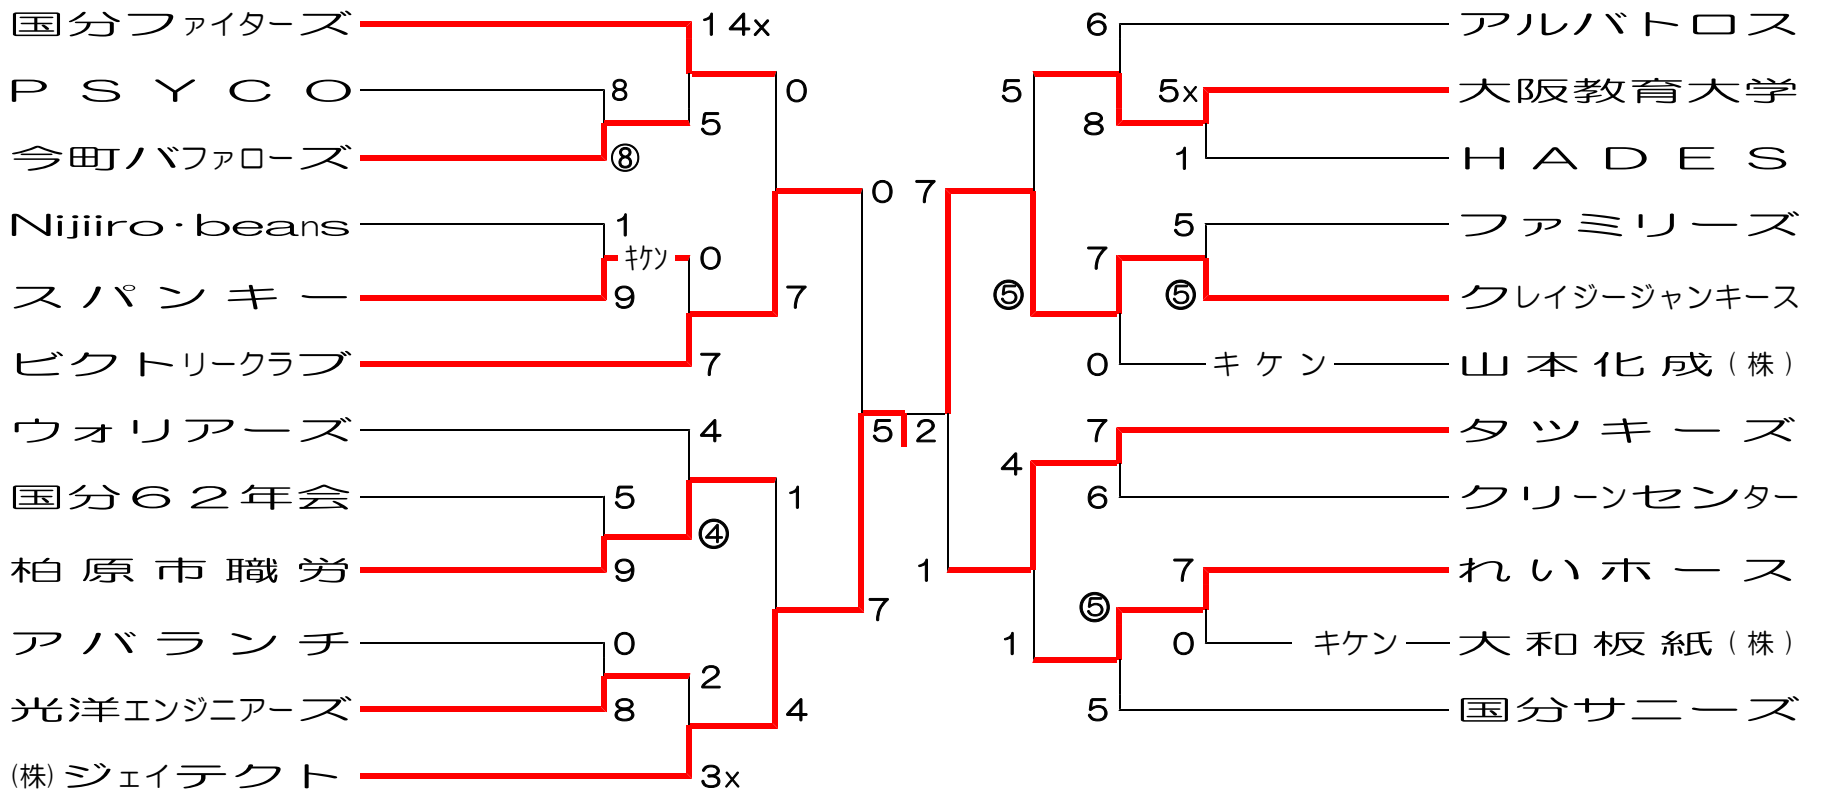 国分ファイターズ
14x
6
アルバトロス
PSYCO
8
0
5
5x
大阪教育大学
5
8
今町バファローズ
⑧
1
HADES
0
7
Nijiiro・beans
1
5
ファミリーズ
キケン
0
7
スパンキー
9
7
⑤
⑤
クレイジージャンキース
ビクトリークラブ
7
0
キケン
山本化成(株)
ウォリアーズ
4
5
2
7
タツキーズ
4
国分62年会
5
1
6
クリーンセンター
④
柏原市職労
9
1
7
れいホース
7
⑤
アバランチ
0
1
0
キケン
大和板紙(株)
2
光洋エンジニアーズ
8
4
5
国分サニーズ
(株)ジェイテクト
3x